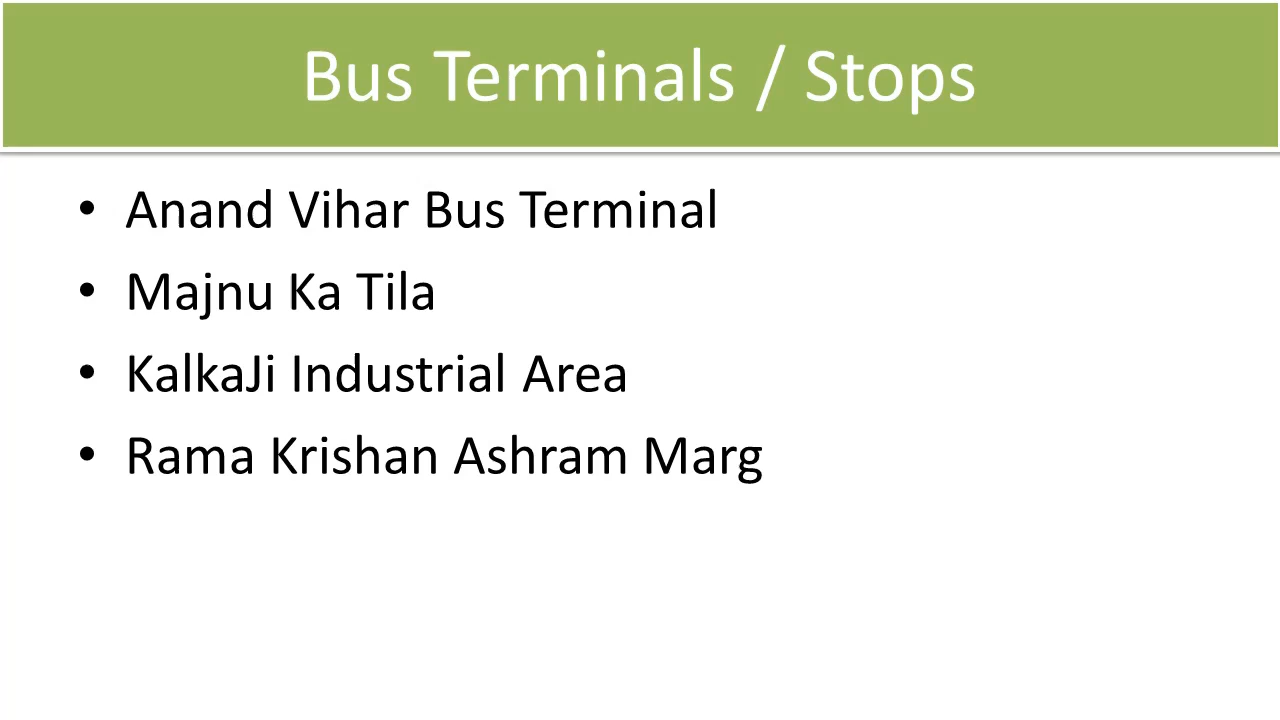 Bus Terminals / Stops
• Anand Vihar Bus Terminal
• Majnu Ka Tila
• KalkaJi Industrial Area
• Rama Krishan Ashram Marg